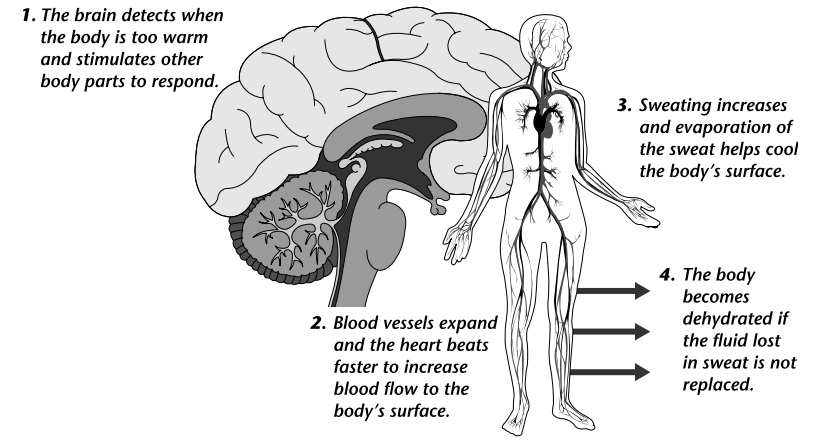 1. The brain detects when
the body is too warm
and stimulates other
body parts to respond.
2. Blood vessels expand
and the heart beats
faster to increase
blood flow to the
body's surface.
3. Sweating increases
and evaporation of
the sweat helps cool
the body's surface.
4. The body
becomes
dehydrated if
the fluid lost
in sweat is not
replaced.